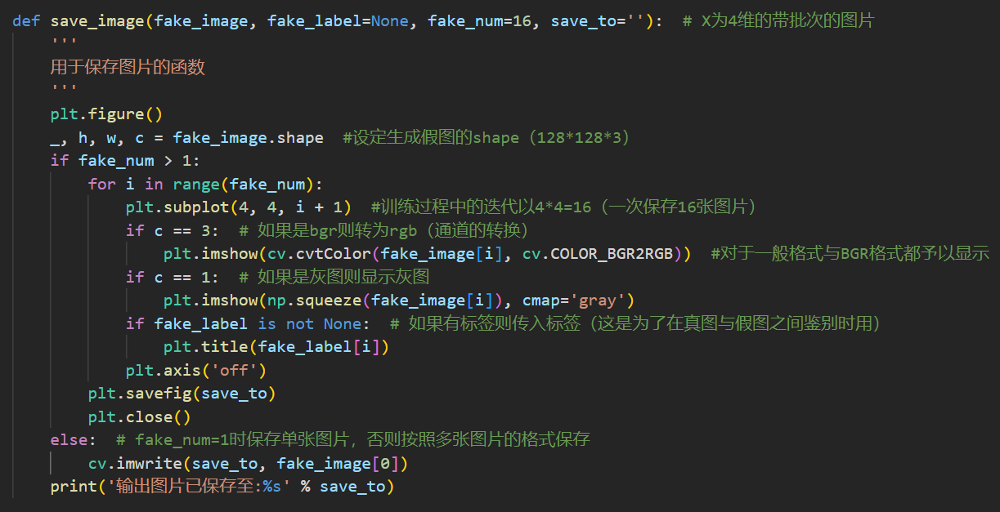 def save_image(fake_image, fake_label=None, fake_num=16, save_to=''):  # X为4维的带批次的图片
    '''
    用于保存图片的函数
    '''
    plt.figure()
    _, h, w, c = fake_image.shape  #设定生成假图的shape（128*128*3）
    if fake_num > 1:
        for i in range(fake_num):
            plt.subplot(4, 4, i + 1)  #训练过程中的迭代以4*4=16（一次保存16张图片）
            if c == 3:  # 如果是bgr则转为rgb（通道的转换）
                plt.imshow(cv.cvtColor(fake_image[i], cv.COLOR_BGR2RGB))  #对于一般格式与BGR格式都予以显示
            if c == 1:  # 如果是灰图则显示灰图
                plt.imshow(np.squeeze(fake_image[i]), cmap='gray')
            if fake_label is not None:  # 如果有标签则传入标签（这是为了在真图与假图之间鉴别时用）
                plt.title(fake_label[i])
            plt.axis('off')
        plt.savefig(save_to)
        plt.close()
    else:  # fake_num=1时保存单张图片，否则按照多张图片的格式保存
        cv.imwrite(save_to, fake_image[0])
    print('输出图片已保存至:%s' % save_to)